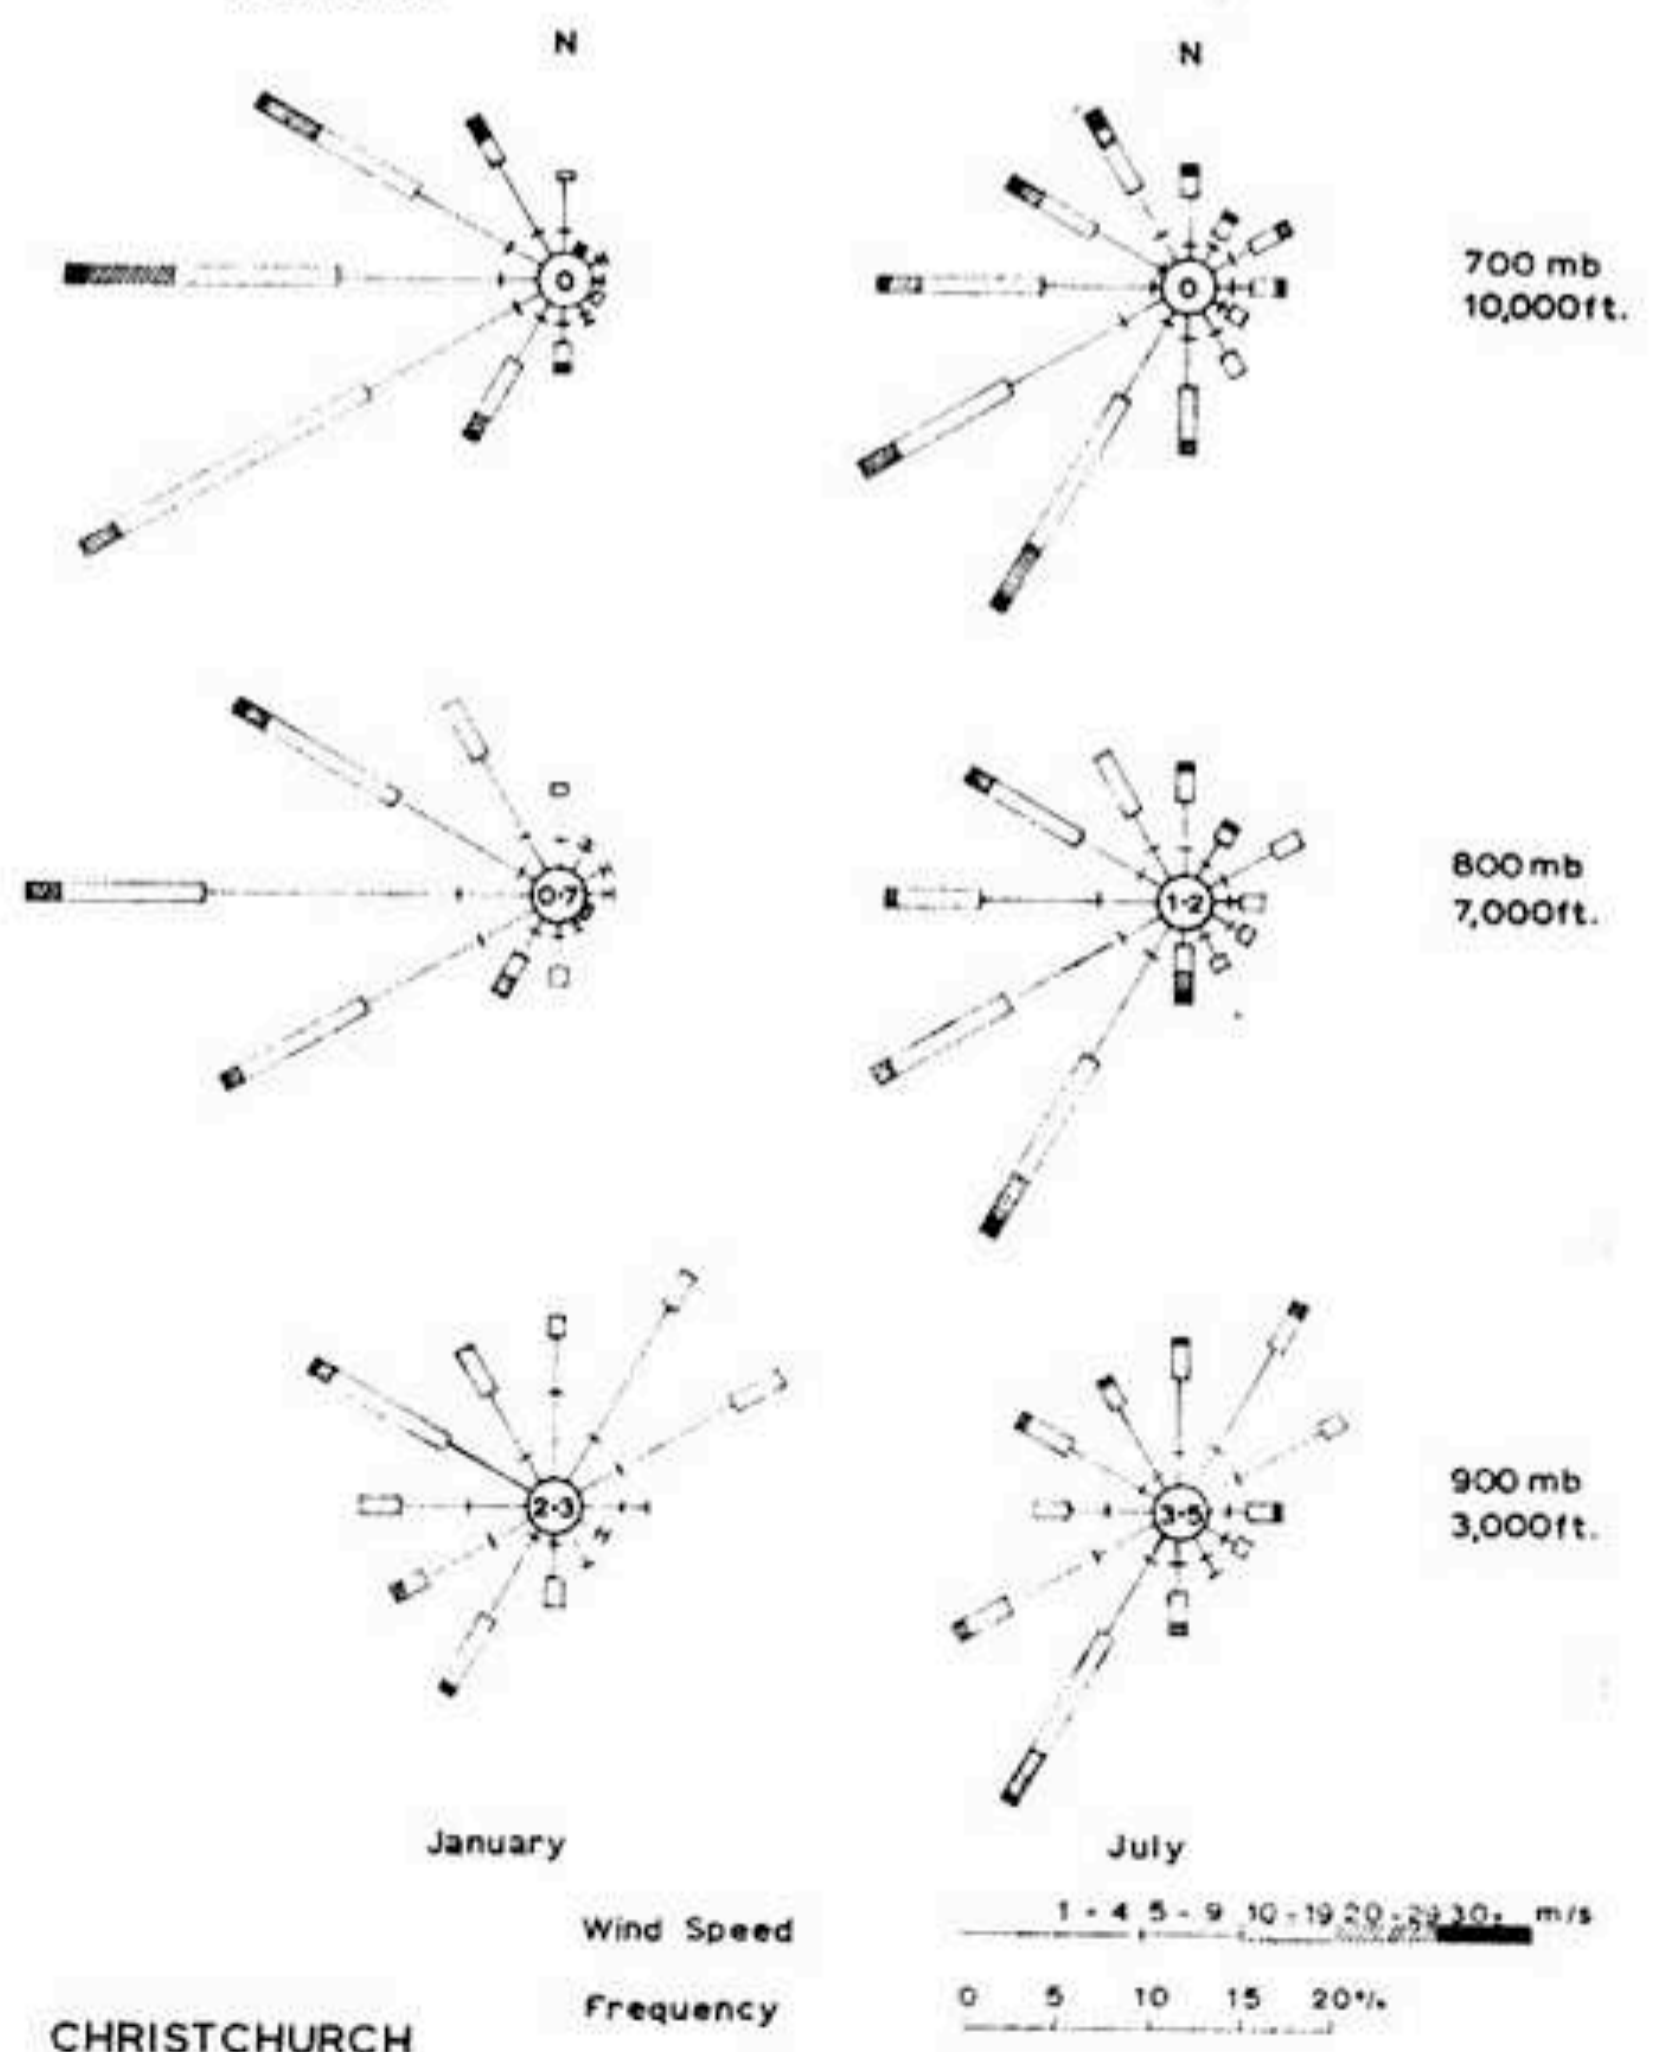 N
N
0
0
700 mb
10,000ft.
0·7
1·2
800 mb
7,000ft.
2·3
3·5
900 mb
3,000ft.
January
July
Wind Speed
1 - 4 5 - 9 10 - 19 20 - 29 30+ m/s
Frequency
0 5 10 15 20%
CHRISTCHURCH